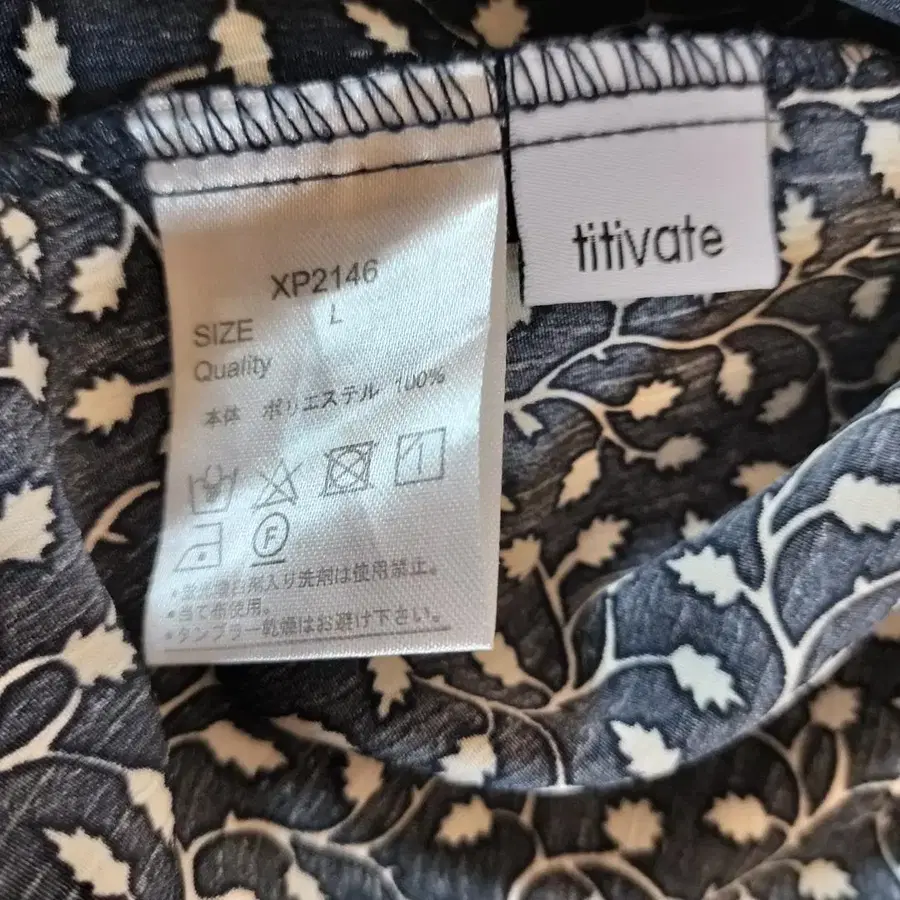 titivate
XP2146
SIZE L
Quality
本体 ポリエステル 100%
F
・蛍光増白剤入り洗剤は使用禁止。
・当て布使用。
・タンブラー乾燥はお避け下さい。